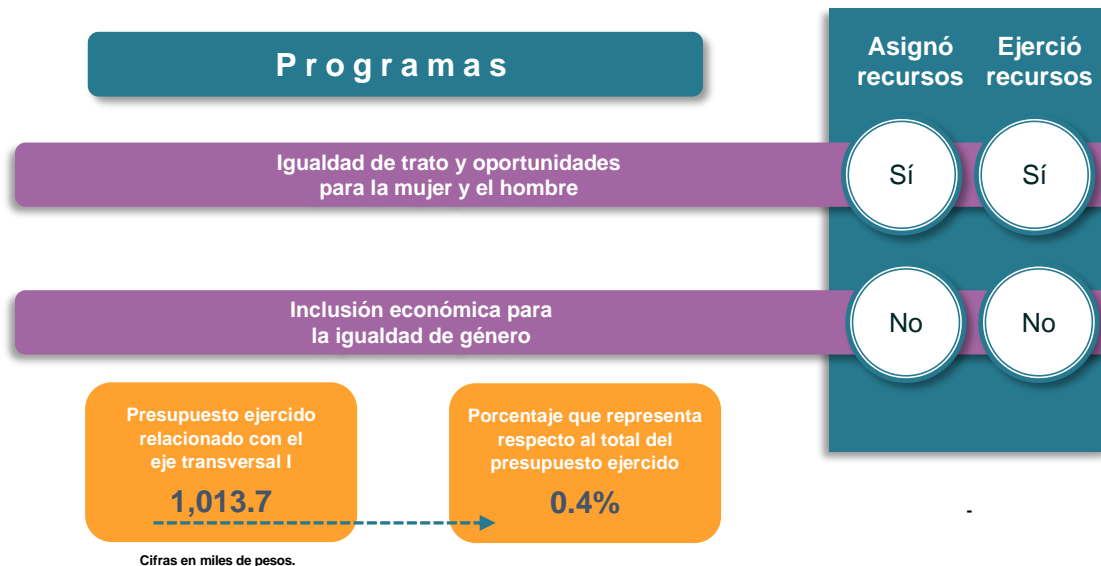 Programas
Asignó Ejerció
recursos recursos
Igualdad de trato y oportunidades
para la mujer y el hombre
Sí Sí
Inclusión económica para
la igualdad de género
No No
Presupuesto ejercido
relacionado con el
eje transversal I
1,013.7
Porcentaje que representa
respecto al total del
presupuesto ejercido
0.4%
-
Cifras en miles de pesos.